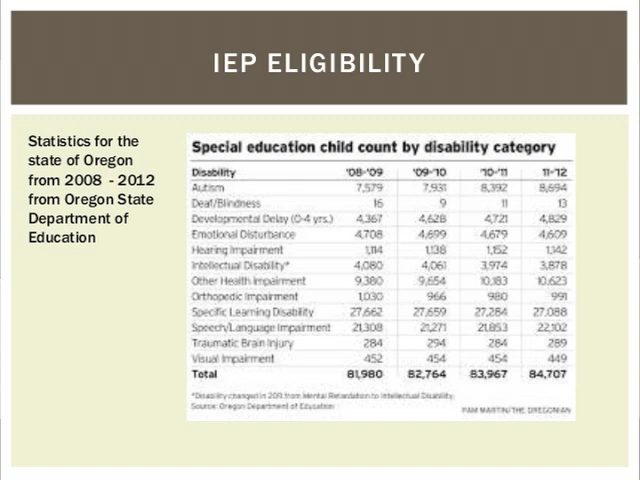 IEP ELIGIBILITY
Statistics for the
state of Oregon
from 2008 - 2012
from Oregon State
Department of
Education
Special education child count by disability category
Disability '08-'09 '09-'10 '10-'11 11-'12
Autism 7,579 7,931 8,392 8,694
Deaf/Blindness 16 9 11 13
Developmental Delay (0-4 yrs.) 4,367 4,628 4,721 4,829
Emotional Disturbance 4,708 4,699 4,679 4,609
Hearing Impairment 1,114 1,138 1,152 1,142
Intellectual Disability* 4,080 4,061 3,974 3,878
Other Health Impairment 9,380 9,654 10,183 10,623
Orthopedic Impairment 1,030 966 980 991
Specific Learning Disability 27,662 27,659 27,284 27,088
Speech/Language Impairment 21,308 21,271 21,853 22,102
Traumatic Brain Injury 284 294 284 289
Visual Impairment 452 454 454 449
Total 81,980 82,764 83,967 84,707
*Disability changed in 2011 from Mental Retardation to Intellectual Disability.
Source: Oregon Department of Education
PAM MARTIN/THE OREGONIAN